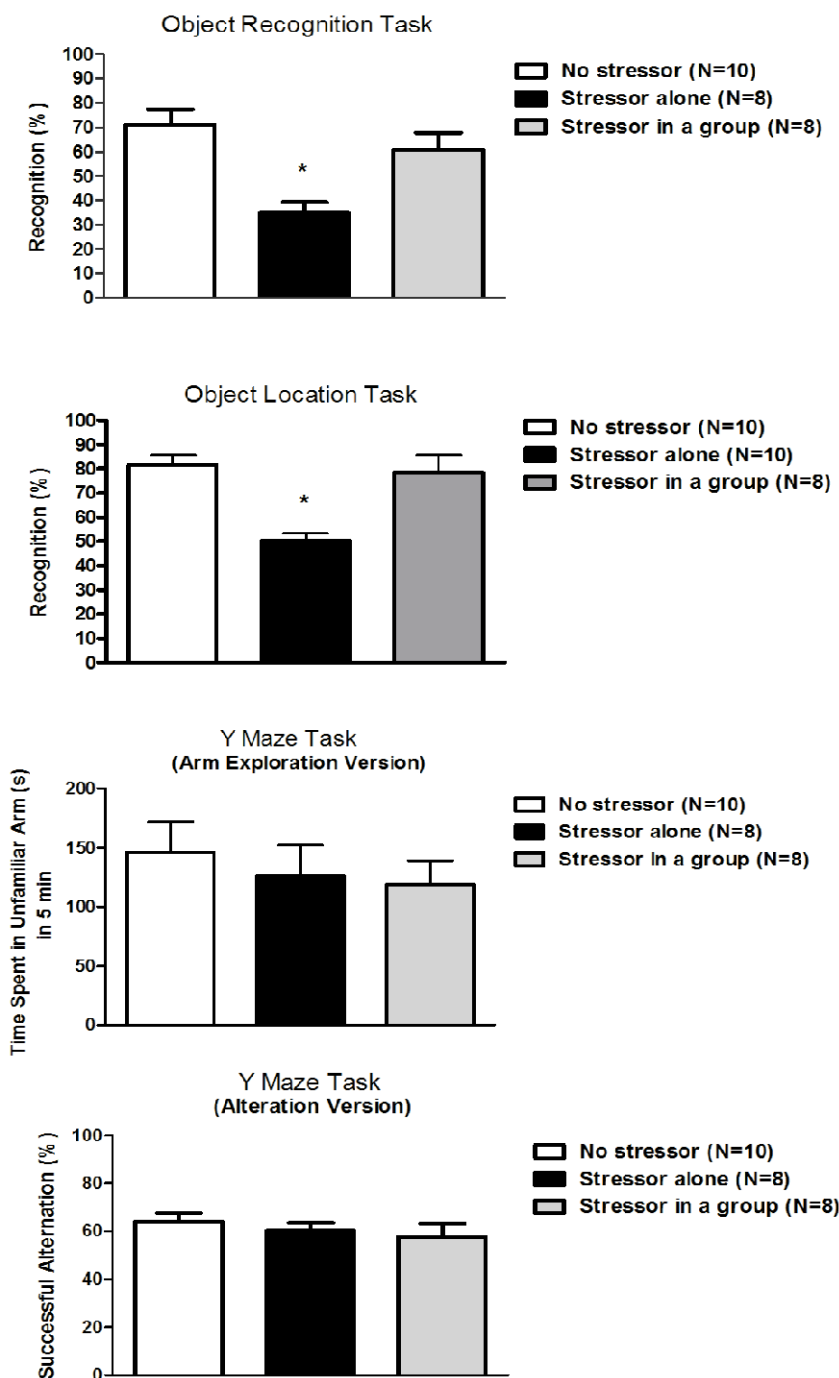 Object Recognition Task
Recognition (%)
100
90
80
70
60
50
40
30
20
10
0
*
No stressor (N=10)
Stressor alone (N=8)
Stressor in a group (N=8)
Object Location Task
Recognition (%)
100
90
80
70
60
50
40
30
20
10
0
*
No stressor (N=10)
Stressor alone (N=10)
Stressor in a group (N=8)
Y Maze Task
(Arm Exploration Version)
Time Spent in Unfamiliar Arm (s)
in 5 min
200
150
100
50
0
No stressor (N=10)
Stressor alone (N=8)
Stressor in a group (N=8)
Y Maze Task
(Alteration Version)
Successful Alternation (%)
100
80
60
40
20
0
No stressor (N=10)
Stressor alone (N=8)
Stressor in a group (N=8)